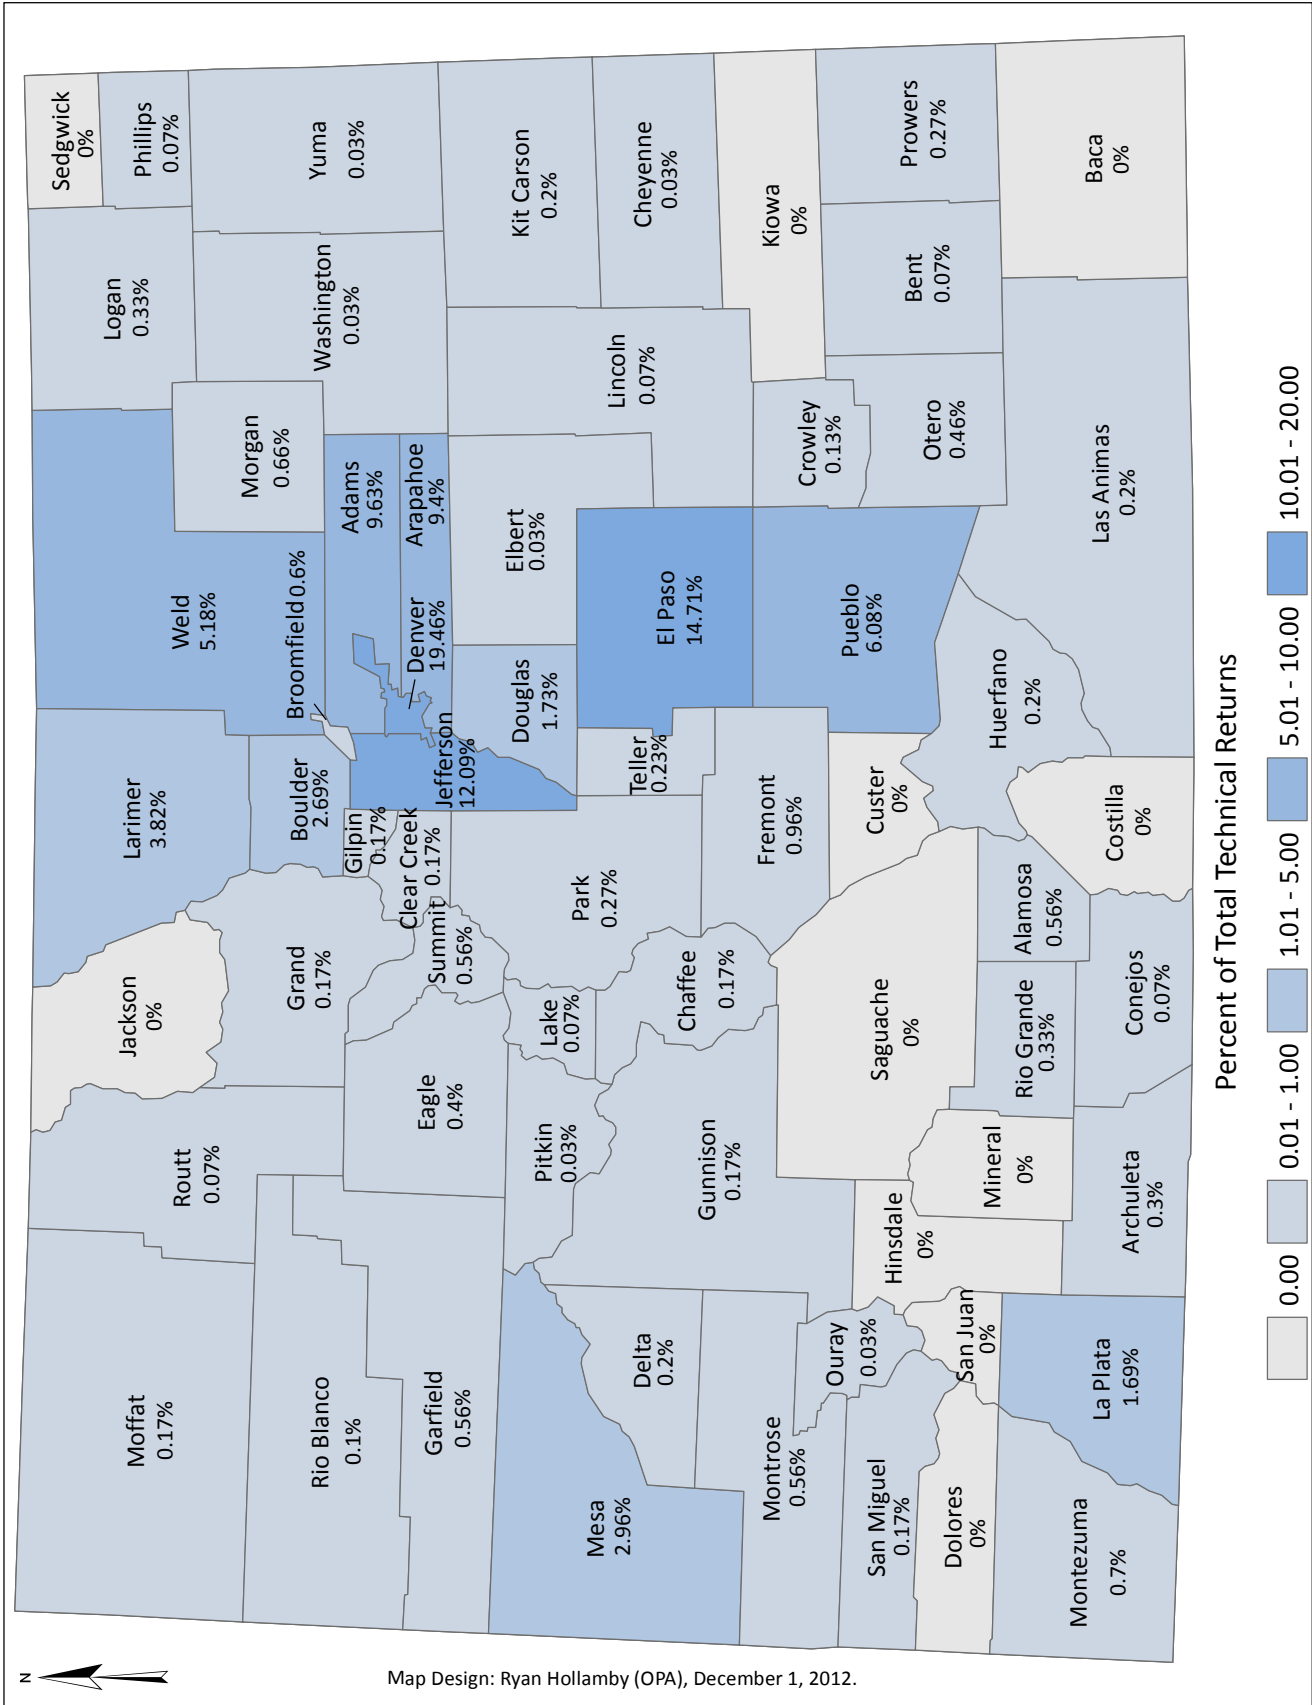 N
Moffat
0.17%
Routt
0.07%
Jackson
0%
Larimer
3.82%
Weld
5.18%
Logan
0.33%
Sedgwick
0%
Phillips
0.07%
Morgan
0.66%
Washington
0.03%
Yuma
0.03%
Rio Blanco
0.1%
Grand
0.17%
Boulder
2.69%
Broomfield 0.6%
Gilpin
0.17%
Adams
9.63%
Arapahoe
9.4%
Denver
19.46%
Jefferson
12.09%
Clear Creek
0.17%
Summit
0.56%
Eagle
0.4%
Garfield
0.56%
Mesa
2.96%
Pitkin
0.03%
Lake
0.07%
Park
0.27%
Douglas
1.73%
Elbert
0.03%
Lincoln
0.07%
Kit Carson
0.2%
Cheyenne
0.03%
Delta
0.2%
Gunnison
0.17%
Chaffee
0.17%
Teller
0.23%
El Paso
14.71%
Fremont
0.96%
Pueblo
6.08%
Crowley
0.13%
Kiowa
0%
Montrose
0.56%
Ouray
0.03%
Saguache
0%
Custer
0%
Otero
0.46%
Bent
0.07%
Prowers
0.27%
San Miguel
0.17%
Hinsdale
0%
Dolores
0%
San Juan
0%
Mineral
0%
Rio Grande
0.33%
Alamosa
0.56%
Huerfano
0.2%
Las Animas
0.2%
Baca
0%
Montezuma
0.7%
La Plata
1.69%
Archuleta
0.3%
Conejos
0.07%
Costilla
0%
Percent of Total Technical Returns
0.00
0.01 - 1.00
1.01 - 5.00
5.01 - 10.00
10.01 - 20.00
Map Design: Ryan Hollamby (OPA), December 1, 2012.